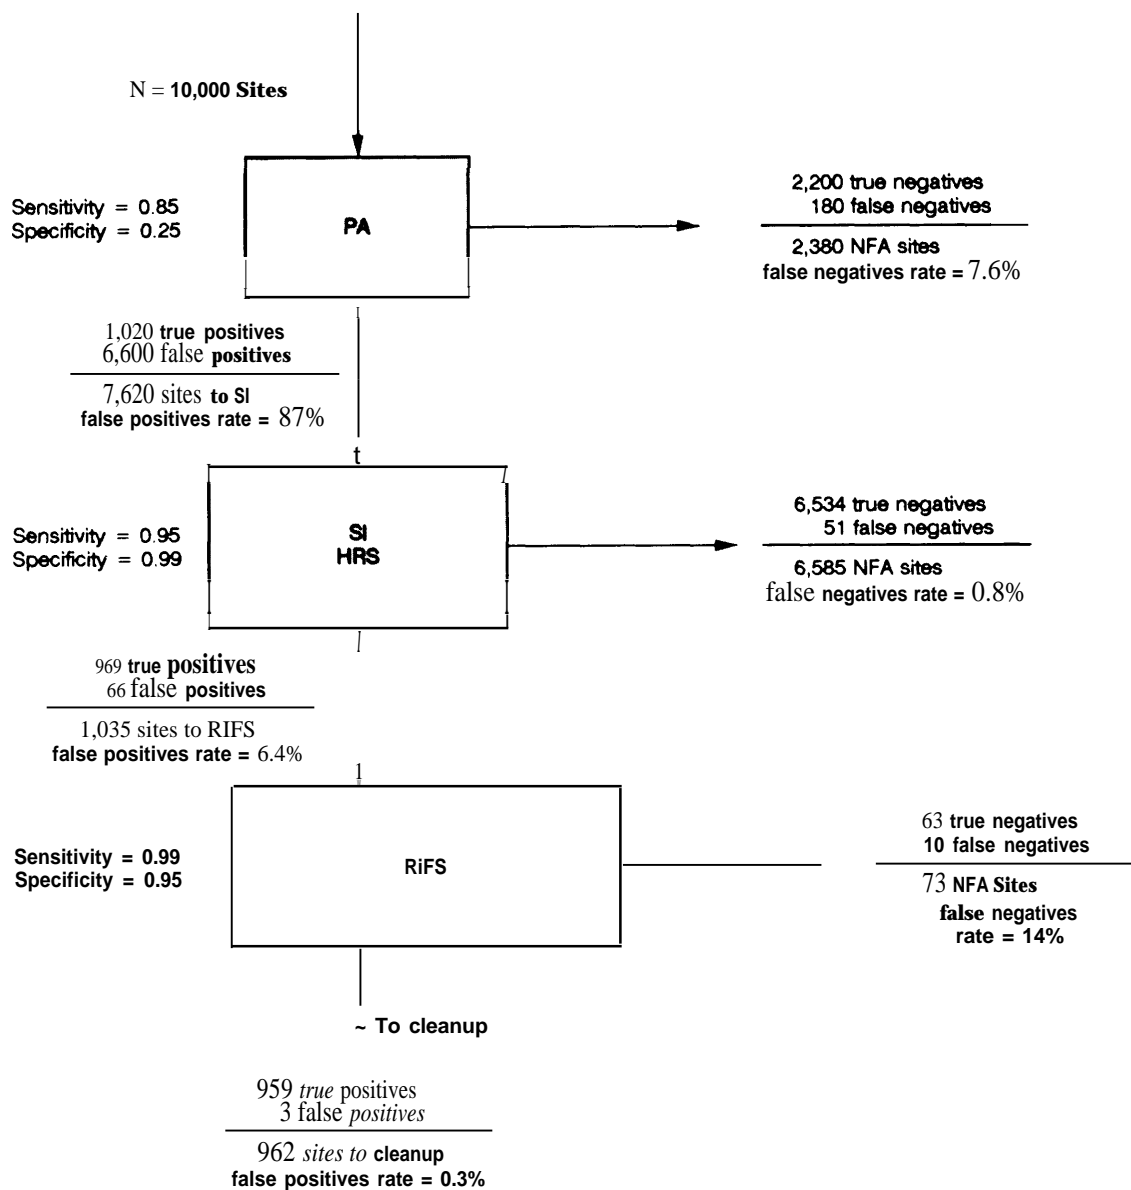 N = 10,000 Sites
Sensitivity = 0.85
Specificity = 0.25
PA
2,200 true negatives
180 false negatives
2,380 NFA sites
false negatives rate = 7.6%
1,020 true positives
6,600 false positives
7,620 sites to SI
false positives rate = 87%
t
Sensitivity = 0.95
Specificity = 0.99
SI
HRS
6,534 true negatives
51 false negatives
6,585 NFA sites
false negatives rate = 0.8%
969 true positives
66 false positives
1,035 sites to RIFS
false positives rate = 6.4%
1
Sensitivity = 0.99
Specificity = 0.95
RiFS
63 true negatives
10 false negatives
73 NFA Sites
false negatives
rate = 14%
~ To cleanup
959 true positives
3 false positives
962 sites to cleanup
false positives rate = 0.3%